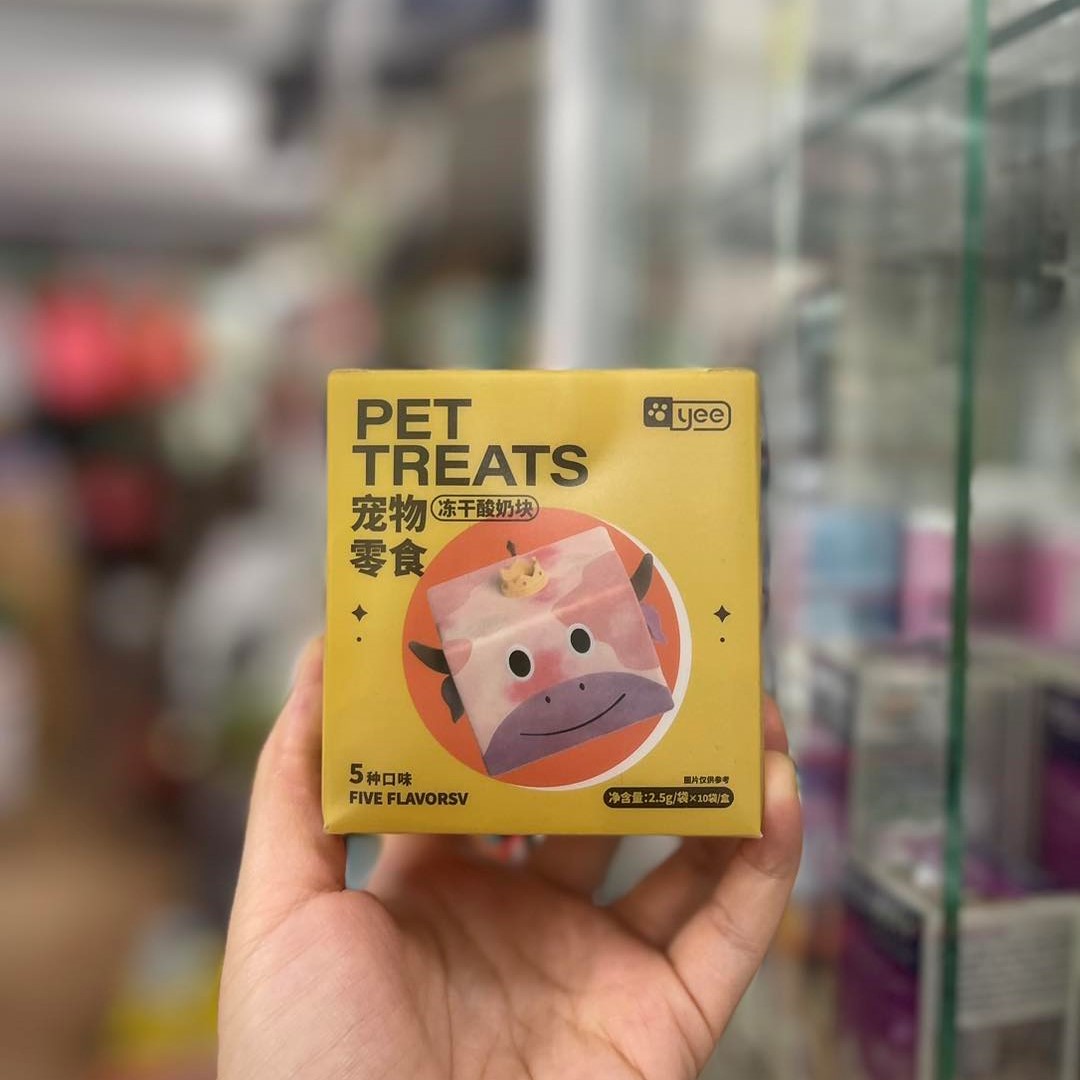 PET
TREATS
yee
宠物
冻干酸奶块
零食
5种口味
FIVE FLAVORSV
图片仅供参考
净含量:2.5g/袋×10袋/盒